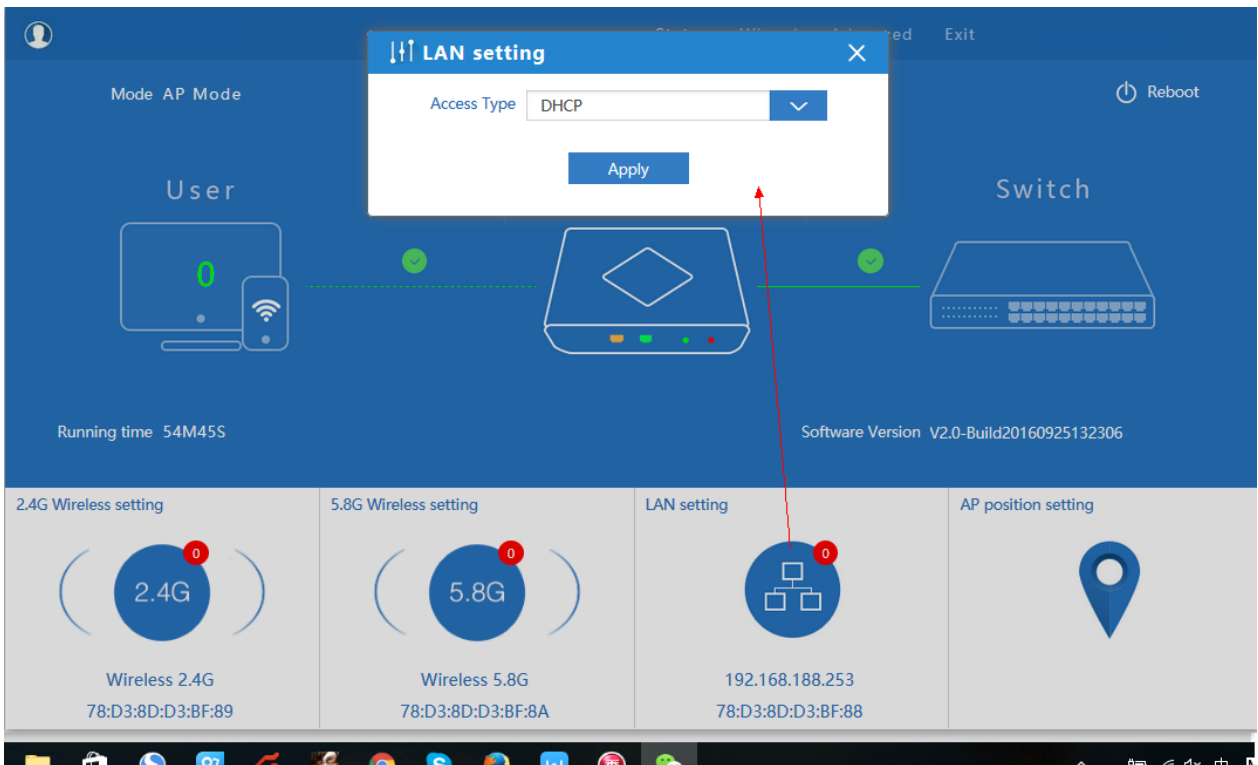 Exit
LAN setting
Mode AP Mode
Access Type DHCP
Reboot
Apply
User
Switch
0
Running time 54M45S
Software Version V2.0-Build20160925132306
2.4G Wireless setting
5.8G Wireless setting
LAN setting
AP position setting
0
0
0
2.4G
5.8G
Wireless 2.4G
Wireless 5.8G
192.168.188.253
78:D3:8D:D3:BF:89
78:D3:8D:D3:BF:8A
78:D3:8D:D3:BF:88